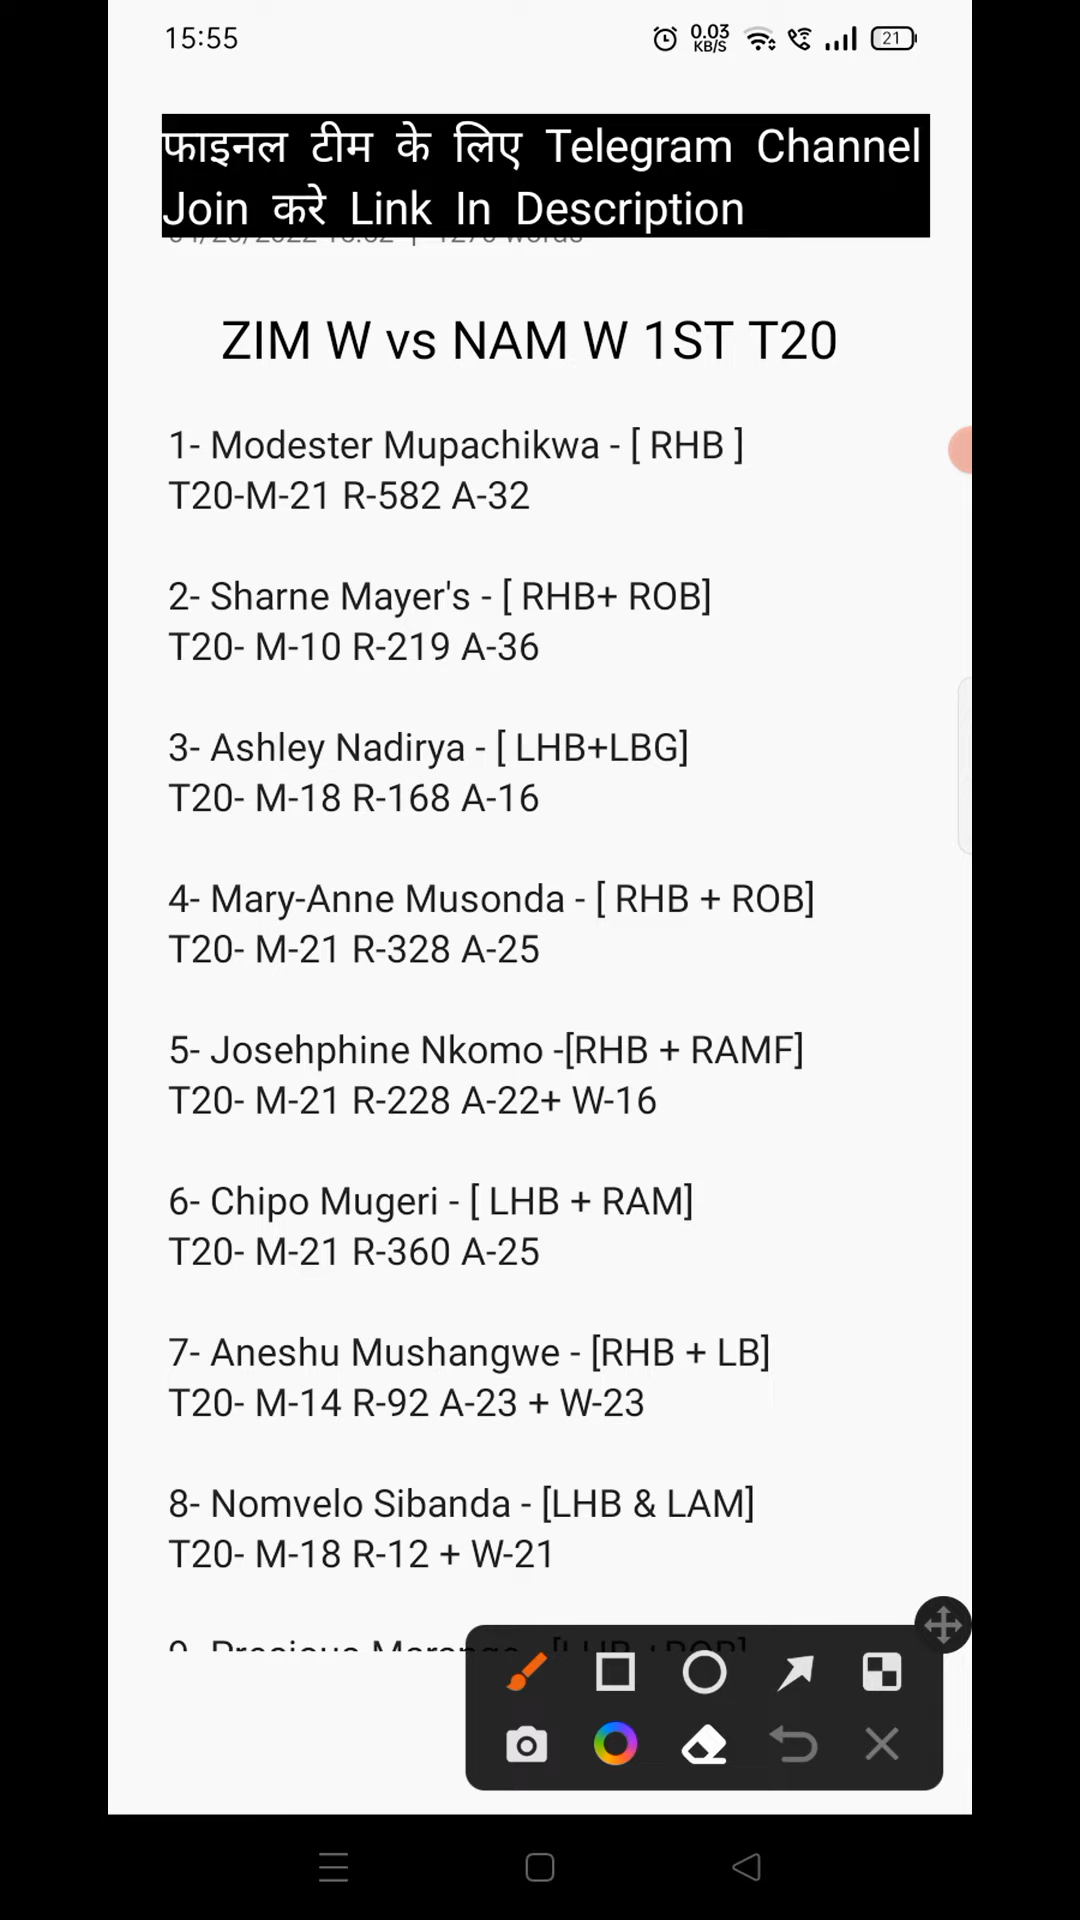 15:55
0.03
KB/S
21
फाइनल टीम के लिए Telegram Channel
Join करे Link In Description
words
ZIM W vs NAM W 1ST T20
1- Modester Mupachikwa - [ RHB ]
T20-M-21 R-582 A-32
2- Sharne Mayer's - [ RHB+ ROB]
T20- M-10 R-219 A-36
3- Ashley Nadirya - [ LHB+LBG]
T20- M-18 R-168 A-16
4- Mary-Anne Musonda - [ RHB + ROB]
T20- M-21 R-328 A-25
5- Josehphine Nkomo -[RHB + RAMF]
T20- M-21 R-228 A-22+ W-16
6- Chipo Mugeri - [ LHB + RAM]
T20- M-21 R-360 A-25
7- Aneshu Mushangwe - [RHB + LB]
T20- M-14 R-92 A-23 + W-23
8- Nomvelo Sibanda - [LHB & LAM]
T20- M-18 R-12 + W-21